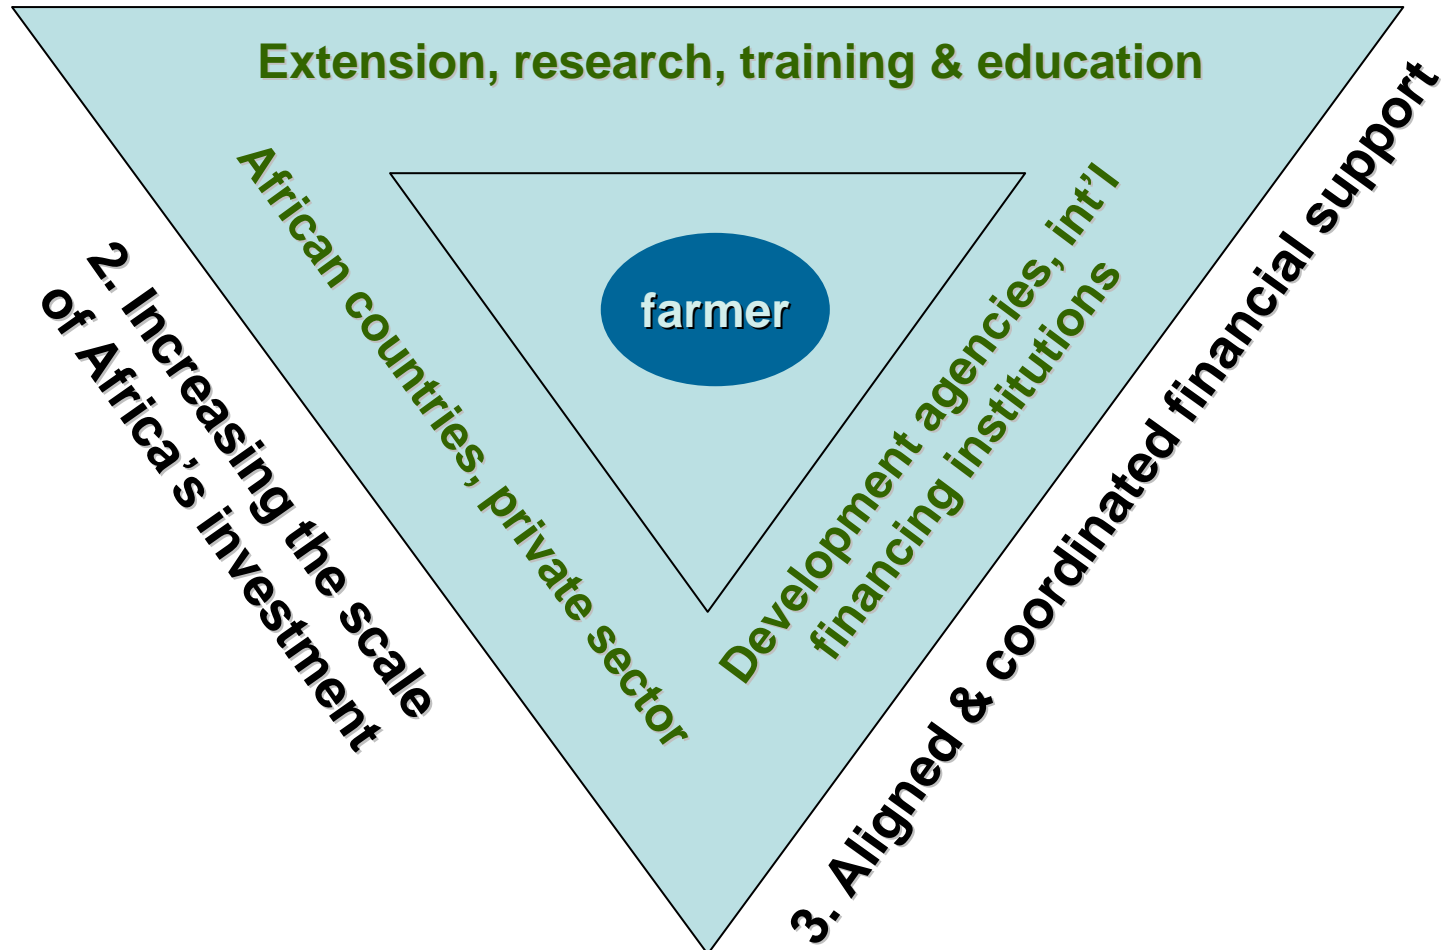 Extension, research, training & education
African countries, private sector
Development agencies, int’l
financing institutions
farmer
2. Increasing the scale
of Africa’s investment
3. Aligned & coordinated financial support